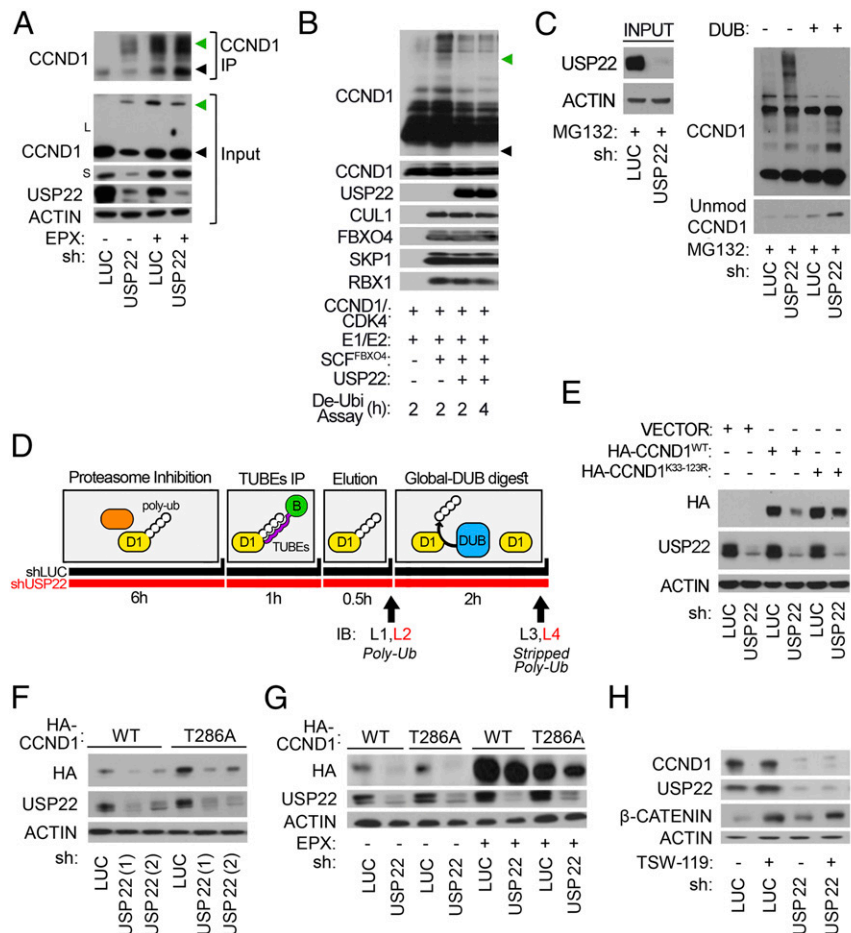 A
CCND1
CCND1
IP
L
CCND1
Input
S
USP22
ACTIN
EPX: - - + +
sh: LUC USP22 LUC USP22
B
CCND1
CCND1
USP22
CUL1
FBXO4
SKP1
RBX1
CCND1/:
CDK4 + + + +
E1/E2: + + + +
SCFFBXO4: - + + +
USP22: - - + +
De-Ubi
Assay (h): 2 2 2 4
C
INPUT
USP22
ACTIN
MG132: + +
sh: LUC USP22
DUB: - - + +
CCND1
Unmod
CCND1
MG132: + + + +
sh: LUC USP22 LUC USP22
D
Proteasome Inhibition TUBEs IP Elution Global-DUB digest
poly-ub
D1
B
D1
TUBEs
D1
D1 DUB D1
shLUC
shUSP22
6h 1h 0.5h 2h
IB: L1,L2 L3,L4
Poly-Ub Stripped
Poly-Ub
E
VECTOR: + + - - - -
HA-CCND1WT: - - + + - -
HA-CCND1K33-123R: - - - - + +
HA
USP22
ACTIN
sh: LUC USP22 LUC USP22 LUC USP22
F
HA-
CCND1: WT T286A
HA
USP22
ACTIN
sh: LUC USP22 (1) USP22 (2) LUC USP22 (1) USP22 (2)
G
HA-
CCND1: WT T286A WT T286A
HA
USP22
ACTIN
EPX: - - - - + + + +
sh: LUC USP22 LUC USP22 LUC USP22 LUC USP22
H
CCND1
USP22
β-CATENIN
ACTIN
TSW-119: - + - +
sh: LUC LUC USP22 USP22